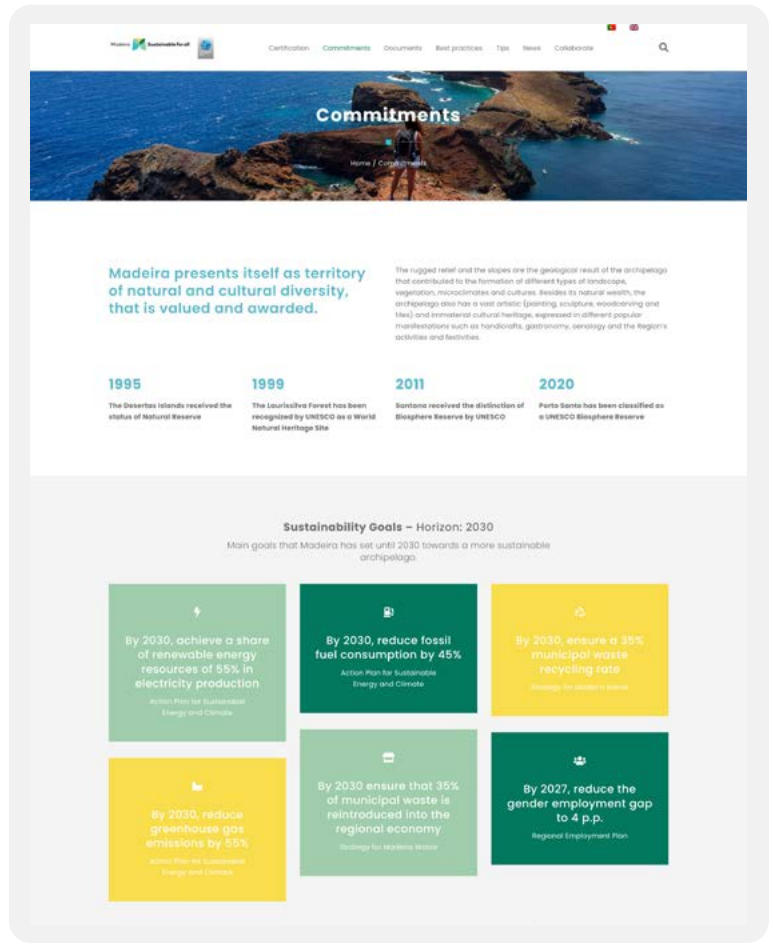 Madeira Sustainable for all
Certification Commitments Documents Best practices Tips News Collaborate
Commitments
Home / Commitments
Madeira presents itself as territory
of natural and cultural diversity,
that is valued and awarded.
The rugged relief and the slopes are the geological result of the archipelago
that contributed to the formation of different types of landscape,
vegetation, microclimates and cultures. Besides its natural wealth, the
archipelago also has a vast artistic (painting, sculpture, woodcarving and
tiles) and immaterial cultural heritage, expressed in different popular
manifestations such as handicrafts, gastronomy, oenology and the Region's
activities and festivities.
1995
The Desertas Islands received the
status of Natural Reserve
1999
The Laurissilva Forest has been
recognized by UNESCO as a World
Natural Heritage Site
2011
Santana received the distinction of
Biosphere Reserve by UNESCO
2020
Porto Santo has been classified as
a UNESCO Biosphere Reserve
Sustainability Goals – Horizon: 2030
Main goals that Madeira has set until 2030 towards a more sustainable
archipelago.
By 2030, achieve a share
of renewable energy
resources of 55% in
electricity production
Action Plan for Sustainable
Energy and Climate
By 2030, reduce fossil
fuel consumption by 45%
Action Plan for Sustainable
Energy and Climate
By 2030, ensure a 35%
municipal waste
recycling rate
By 2030, reduce
greenhouse gas
emissions by 55%
Action Plan for Sustainable
Energy and Climate
By 2030 ensure that 35%
of municipal waste is
reintroduced into the
regional economy
Strategy for Madeira Waste
By 2027, reduce the
gender employment gap
to 4 p.p.
Regional Employment Plan